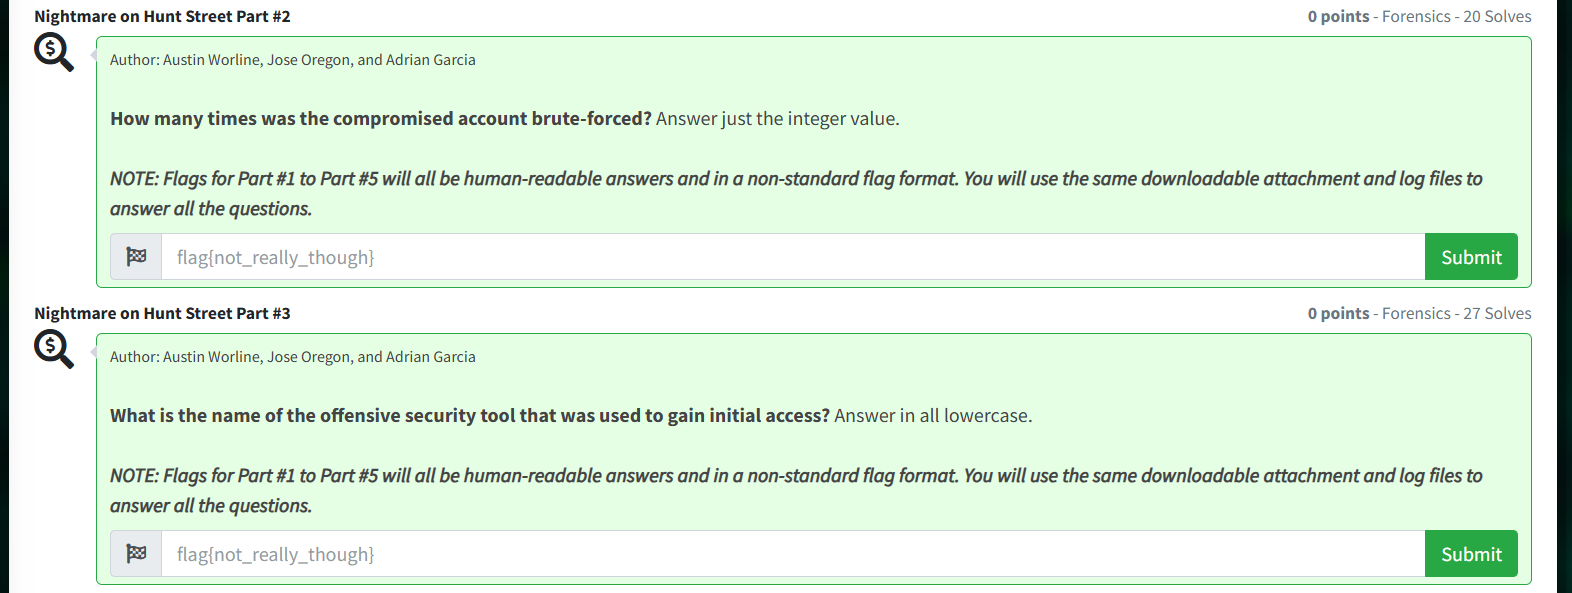 Nightmare on Hunt Street Part #2
0 points - Forensics - 20 Solves
Author: Austin Worline, Jose Oregon, and Adrian Garcia
How many times was the compromised account brute-forced? Answer just the integer value.
NOTE: Flags for Part #1 to Part #5 will all be human-readable answers and in a non-standard flag format. You will use the same downloadable attachment and log files to
answer all the questions.
flag{not_really_though}
Submit
Nightmare on Hunt Street Part #3
0 points - Forensics - 27 Solves
Author: Austin Worline, Jose Oregon, and Adrian Garcia
What is the name of the offensive security tool that was used to gain initial access? Answer in all lowercase.
NOTE: Flags for Part #1 to Part #5 will all be human-readable answers and in a non-standard flag format. You will use the same downloadable attachment and log files to
answer all the questions.
flag{not_really_though}
Submit